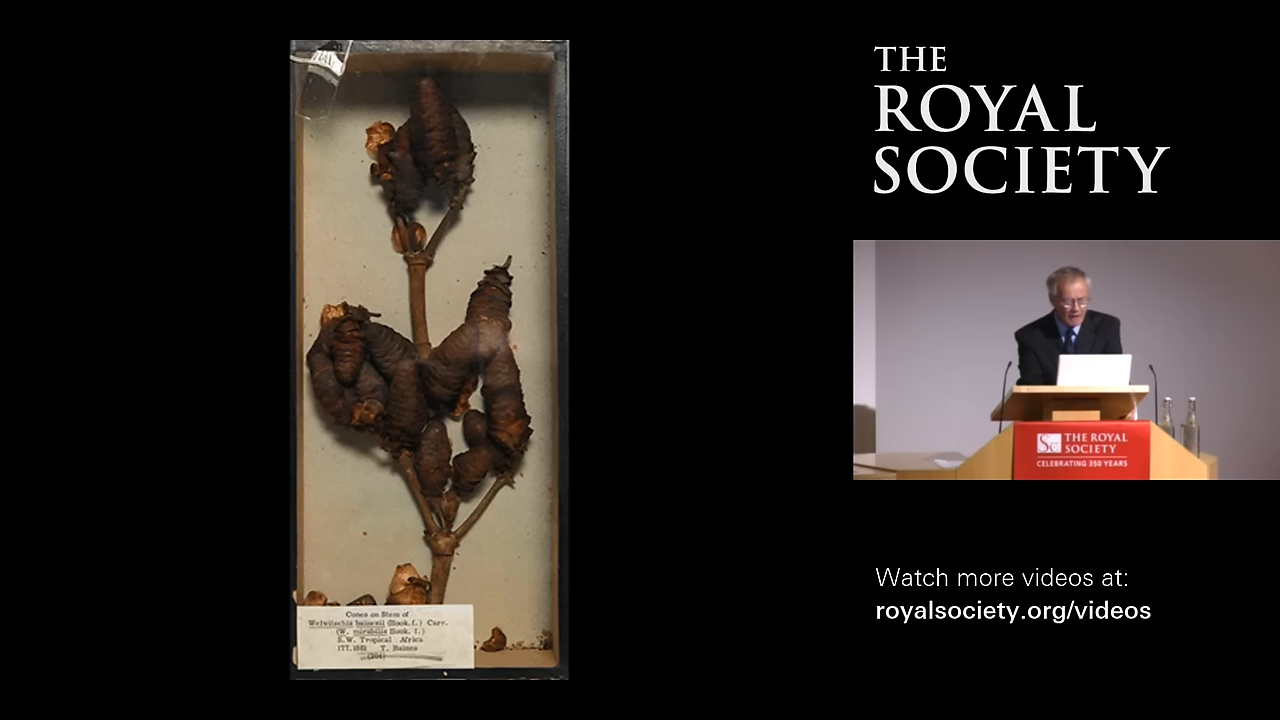 THE
ROYAL
SOCIETY
Cones on Stem of
Welwitschia bainesii (Hook.f.) Carr.
(W. mirabilis Hook. f.)
S.W. Tropical Africa
177.1861 T. Baines
THE ROYAL
SOCIETY
CELEBRATING 350 YEARS
Watch more videos at:
royalsociety.org/videos